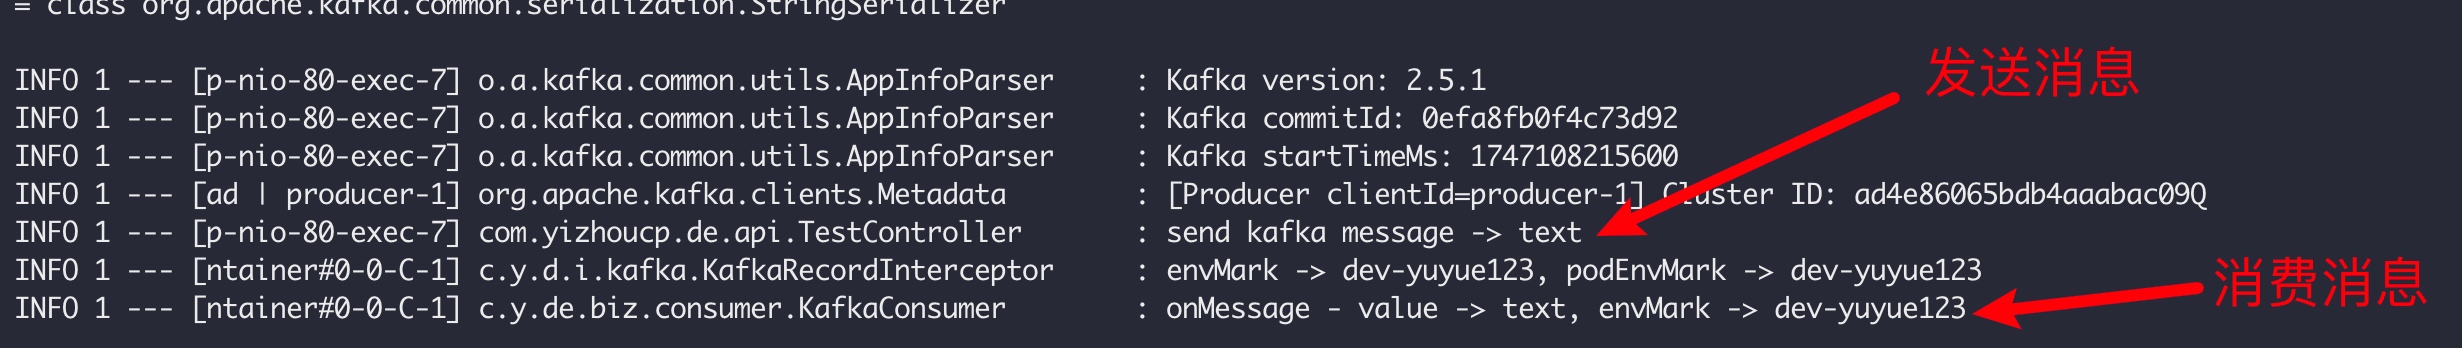 = class org.apache.kafka.common.serialization.StringSerializer
INFO 1 --- [p-nio-80-exec-7] o.a.kafka.common.utils.AppInfoParser : Kafka version: 2.5.1
发送消息
INFO 1 --- [p-nio-80-exec-7] o.a.kafka.common.utils.AppInfoParser : Kafka commitId: 0efa8fb0f4c73d92
INFO 1 --- [p-nio-80-exec-7] o.a.kafka.common.utils.AppInfoParser : Kafka startTimeMs: 1747108215600
INFO 1 --- [ad | producer-1] org.apache.kafka.clients.Metadata : [Producer clientId=producer-1] Cluster ID: ad4e86065bdb4aaabac09Q
INFO 1 --- [p-nio-80-exec-7] com.yizhoucp.de.api.TestController : send kafka message -> text
INFO 1 --- [ntainer#0-0-C-1] c.y.d.i.kafka.KafkaRecordInterceptor : envMark -> dev-yuyue123, podEnvMark -> dev-yuyue123
消费消息
INFO 1 --- [ntainer#0-0-C-1] c.y.de.biz.consumer.KafkaConsumer : onMessage - value -> text, envMark -> dev-yuyue123